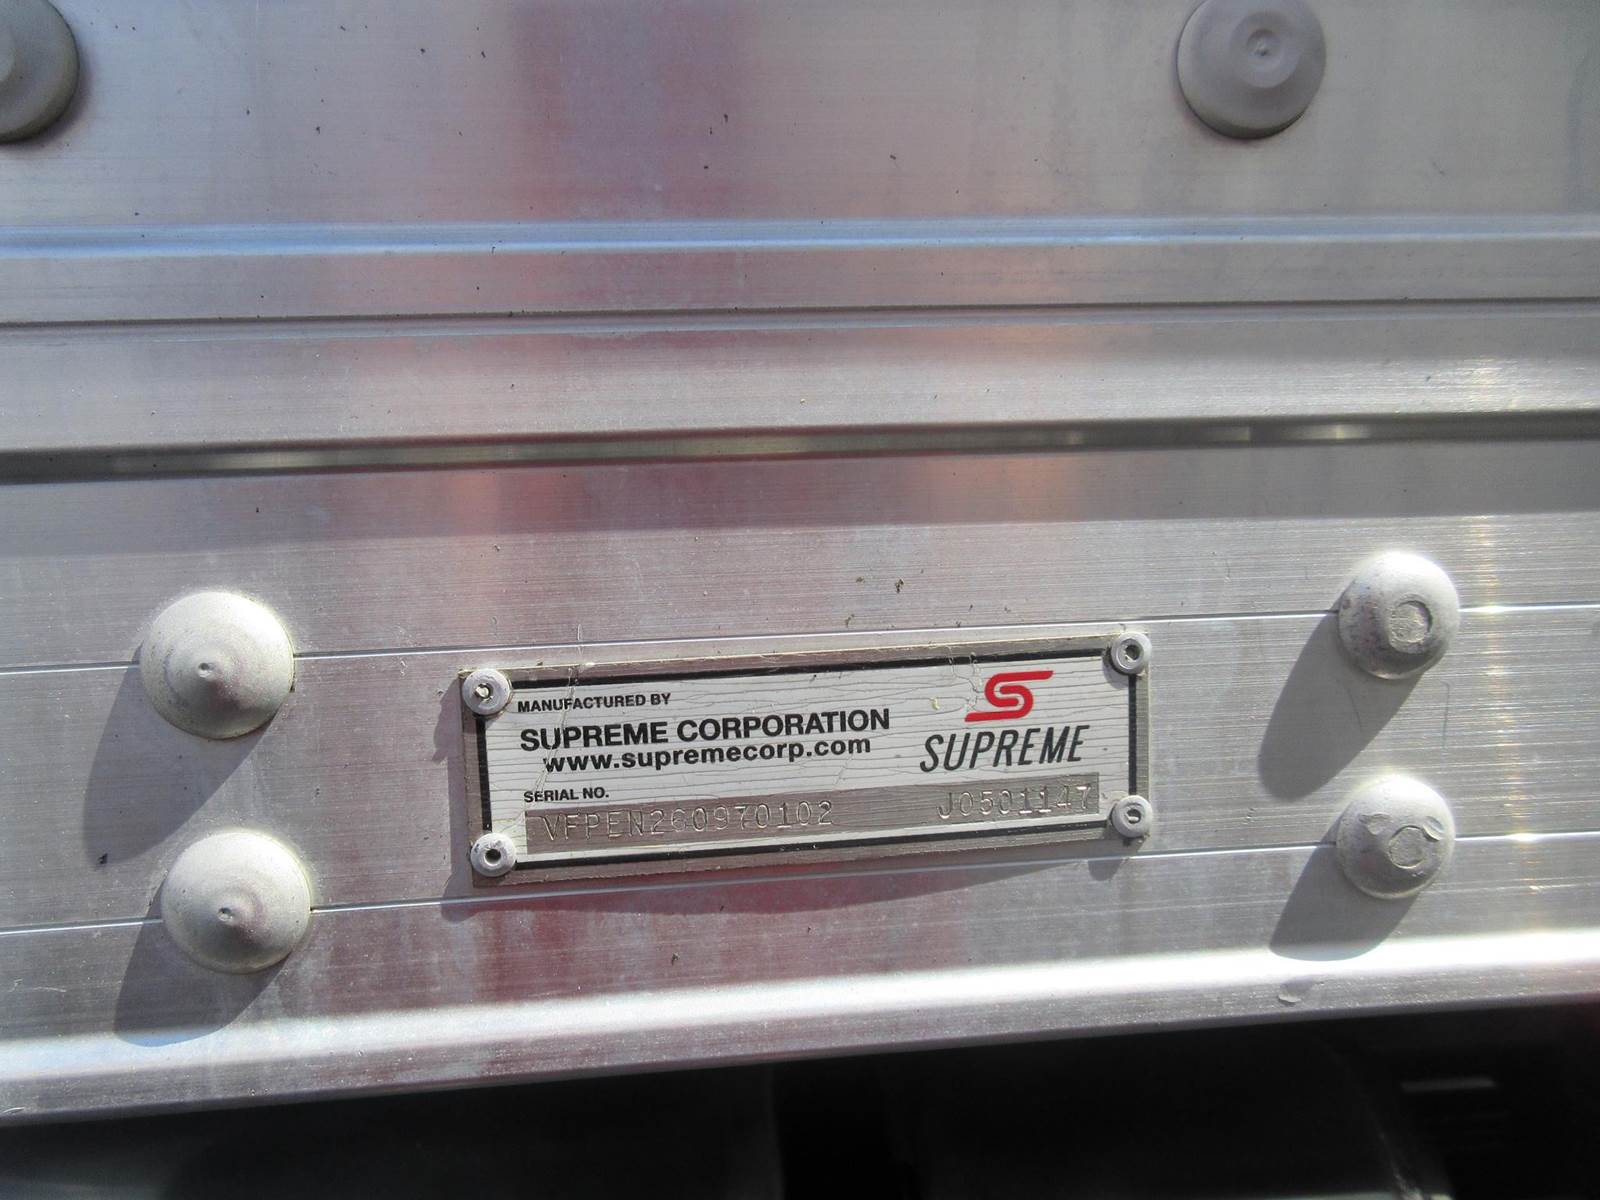 MANUFACTURED BY
SUPREME CORPORATION
www.supremecorp.com
SUPREME
SERIAL NO.
VFPEN260970102 J0501147